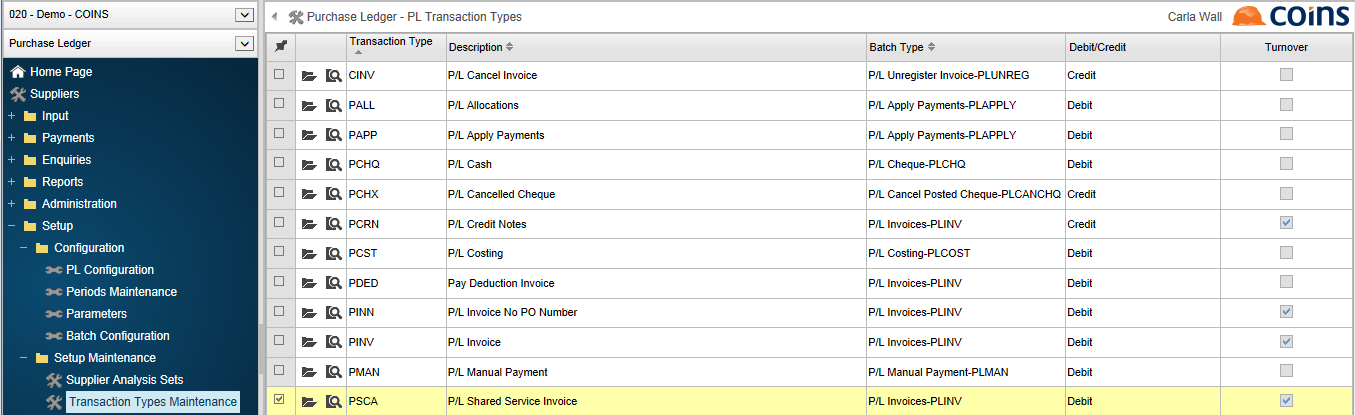 020 - Demo - COINS
Purchase Ledger
Home Page
Suppliers
+ Input
+ Payments
+ Enquiries
+ Reports
+ Administration
− Setup
− Configuration
PL Configuration
Periods Maintenance
Parameters
Batch Configuration
− Setup Maintenance
Supplier Analysis Sets
Transaction Types Maintenance
Purchase Ledger - PL Transaction Types
Carla Wall
coins
Transaction Type Description Batch Type Debit/Credit Turnover
CINV P/L Cancel Invoice P/L Unregister Invoice-PLUNREG Credit
PALL P/L Allocations P/L Apply Payments-PLAPPLY Debit
PAPP P/L Apply Payments P/L Apply Payments-PLAPPLY Debit
PCHQ P/L Cash P/L Cheque-PLCHQ Debit
PCHX P/L Cancelled Cheque P/L Cancel Posted Cheque-PLCANCHQ Credit
PCRN P/L Credit Notes P/L Invoices-PLINV Credit
PCST P/L Costing P/L Costing-PLCOST Debit
PDED Pay Deduction Invoice P/L Invoices-PLINV Debit
PINN P/L Invoice No PO Number P/L Invoices-PLINV Debit
PINV P/L Invoice P/L Invoices-PLINV Debit
PMAN P/L Manual Payment P/L Manual Payment-PLMAN Debit
PSCA P/L Shared Service Invoice P/L Invoices-PLINV Debit